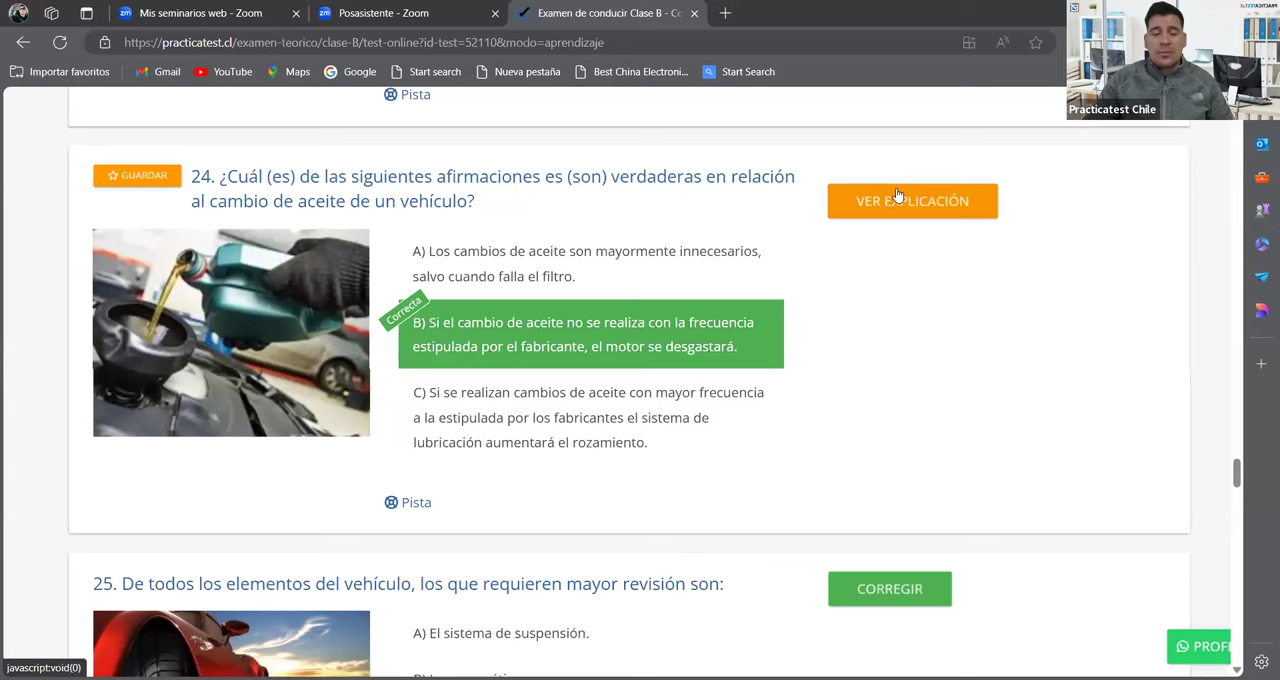 Mis seminarios web - Zoom
Posasistente - Zoom
Examen de conducir Clase B - Co
https://practicatest.cl/examen-teorico/clase-B/test-online?id-test=52110&modo=aprendizaje
Importar favoritos
Gmail
YouTube
Maps
Google
Start search
Nueva pestaña
Best China Electroni...
Start Search
PRACTICATEST
Practicatest Chile
Pista
GUARDAR
24. ¿Cuál (es) de las siguientes afirmaciones es (son) verdaderas en relación
al cambio de aceite de un vehículo?
VER EXPLICACIÓN
A) Los cambios de aceite son mayormente innecesarios,
salvo cuando falla el filtro.
Correcta
B) Si el cambio de aceite no se realiza con la frecuencia
estipulada por el fabricante, el motor se desgastará.
C) Si se realizan cambios de aceite con mayor frecuencia
a la estipulada por los fabricantes el sistema de
lubricación aumentará el rozamiento.
Pista
25. De todos los elementos del vehículo, los que requieren mayor revisión son:
CORREGIR
A) El sistema de suspensión.
PROFE
javascript:void(0)